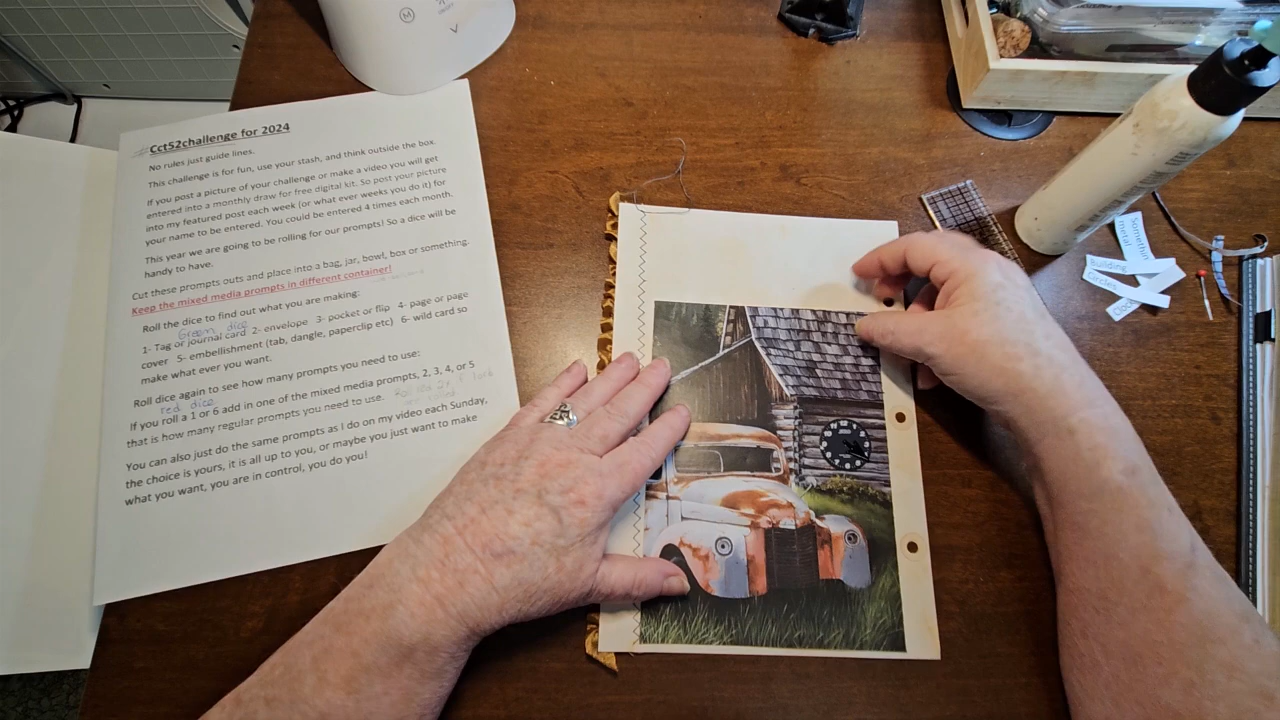 M
V
Cct52challenge for 2024
No rules just guide lines.
This challenge is for fun, use your stash, and think outside the box.
If you post a picture of your challenge or make a video you will get
entered into a monthly draw for free digital kit. So post your picture
into my featured post each week (or what ever weeks you do it) for
your name to be entered. You could be entered 4 times each month.
This year we are going to be rolling for our prompts! So a dice will be
handy to have.
Cut these prompts outs and place into a bag, jar, bowl, box or something.
Keep the mixed media prompts in different container!
Roll the dice to find out what you are making:
Green dice
1- Tag or journal card 2- envelope 3- pocket or flip 4- page or page
cover 5- embellishment (tab, dangle, paperclip etc) 6- wild card so
make what ever you want.
Roll dice again to see how many prompts you need to use:
red dice
If you roll a 1 or 6 add in one of the mixed media prompts, 2, 3, 4, or 5
that is how many regular prompts you need to use.
You can also just do the same prompts as I do on my video each Sunday,
the choice is yours, it is all up to you, or maybe you just want to make
what you want, you are in control, you do you!
Somethin
metal
Building
Circles